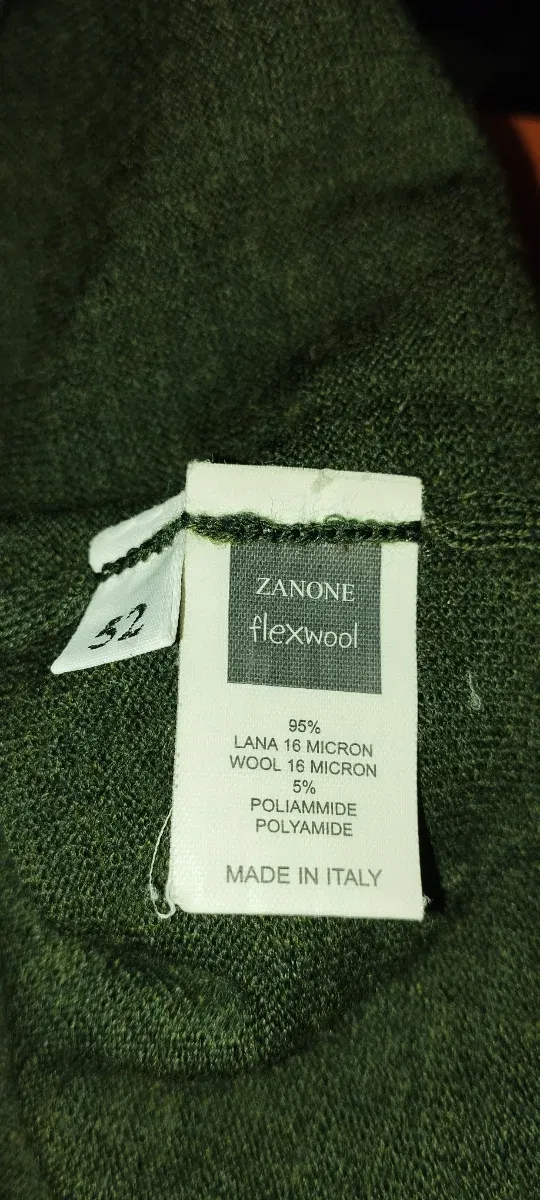 52
ZANONE
flexwool
95%
LANA 16 MICRON
WOOL 16 MICRON
5%
POLIAMMIDE
POLYAMIDE
MADE IN ITALY